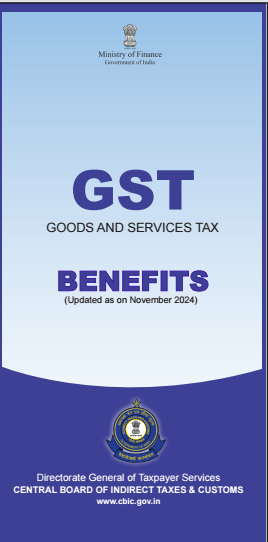 Ministry of Finance
Government of India
GST
GOODS AND SERVICES TAX
BENEFITS
(Updated as on November 2024)
Directorate General of Taxpayer Services
CENTRAL BOARD OF INDIRECT TAXES & CUSTOMS
www.cbic.gov.in